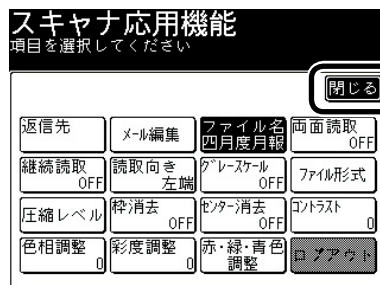 スキャナ応用機能
項目を選択してください
閉じる
返信先
メール編集
ファイル名
四月度月報
両面読取
OFF
継続読取
OFF
読取向き
左端
グレースケール
OFF
ファイル形式
圧縮レベル
枠消去
OFF
センター消去
OFF
コントラスト
0
色相調整
0
彩度調整
0
赤・緑・青色
調整
ログアウト